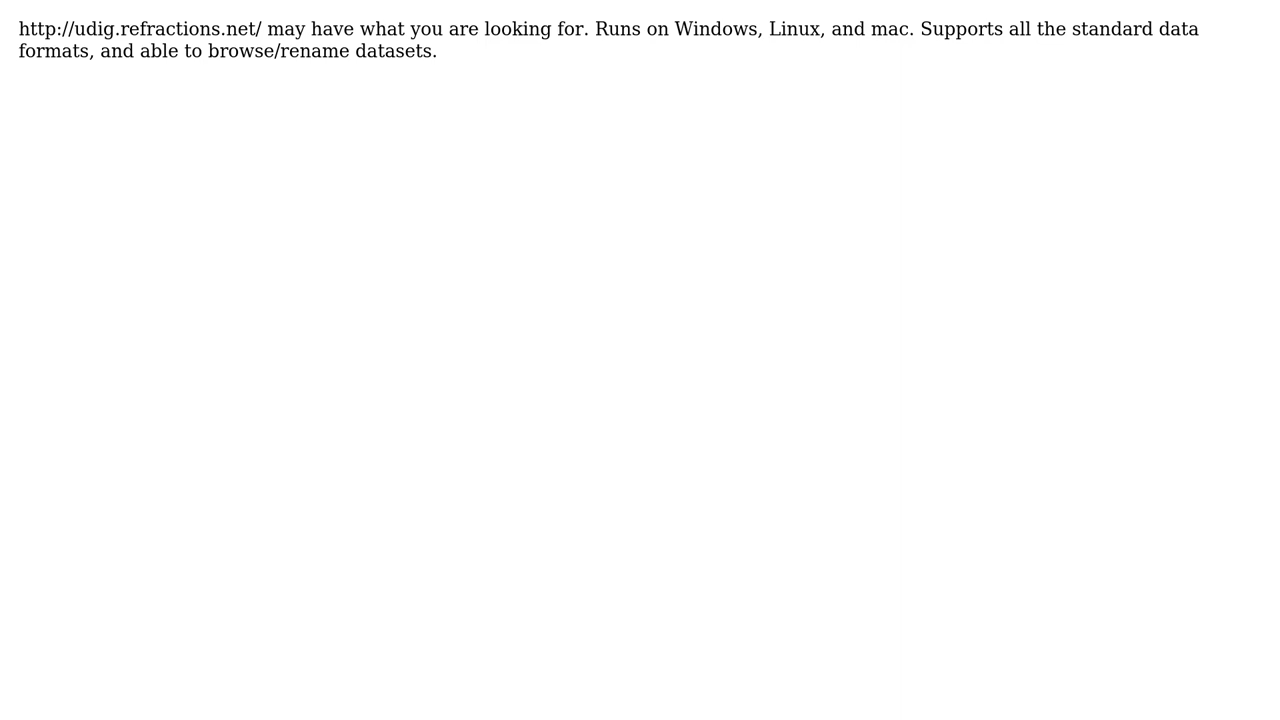 http://udig.refractions.net/ may have what you are looking for. Runs on Windows, Linux, and mac. Supports all the standard data
formats, and able to browse/rename datasets.